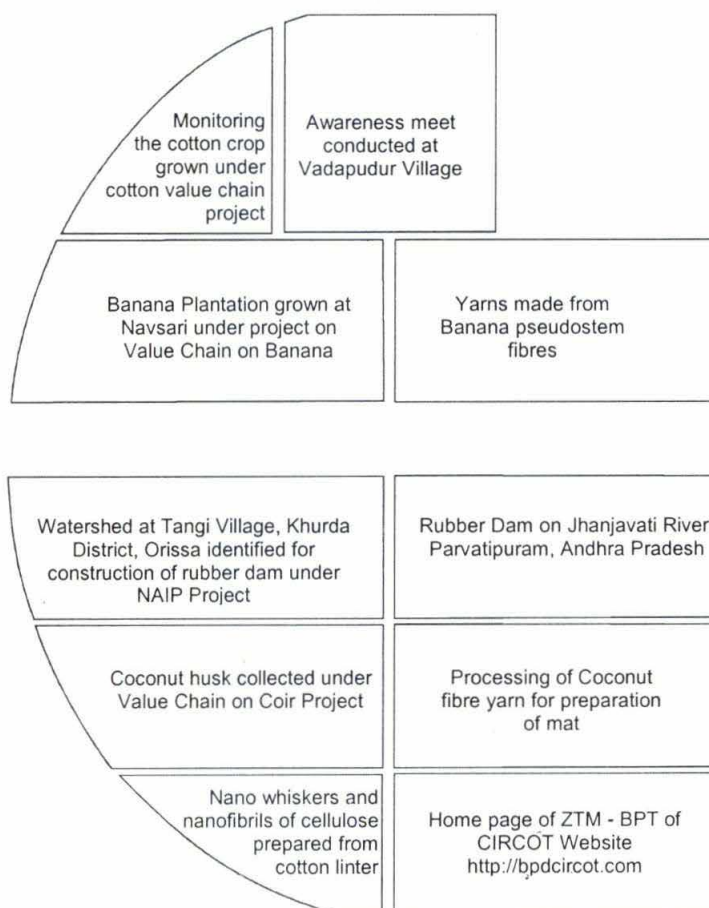 Monitoring
the cotton crop
grown under
cotton value chain
project
Awareness meet
conducted at
Vadapudur Village
Banana Plantation grown at
Navsari under project on
Value Chain on Banana
Yarns made from
Banana pseudostem
fibres
Watershed at Tangi Village, Khurda
District, Orissa identified for
construction of rubber dam under
NAIP Project
Rubber Dam on Jhanjavati River
Parvatipuram, Andhra Pradesh
Coconut husk collected under
Value Chain on Coir Project
Processing of Coconut
fibre yarn for preparation
of mat
Nano whiskers and
nanofibrils of cellulose
prepared from
cotton linter
Home page of ZTM - BPT of
CIRCOT Website
http://bpdcircot.com